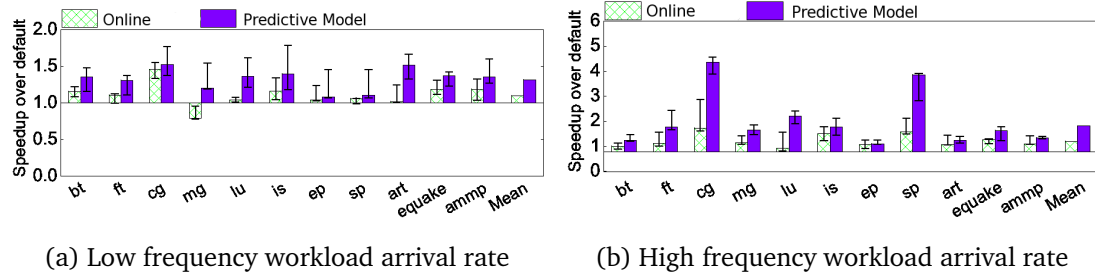 Online Predictive Model
Speedup over default
2.0
1.5
1.0
0.5
0.0
bt ft cg mg lu is ep sp art equake ammp Mean
(a) Low frequency workload arrival rate
Online Predictive Model
Speedup over default
6
5
4
3
2
1
0
bt ft cg mg lu is ep sp art equake ammp Mean
(b) High frequency workload arrival rate